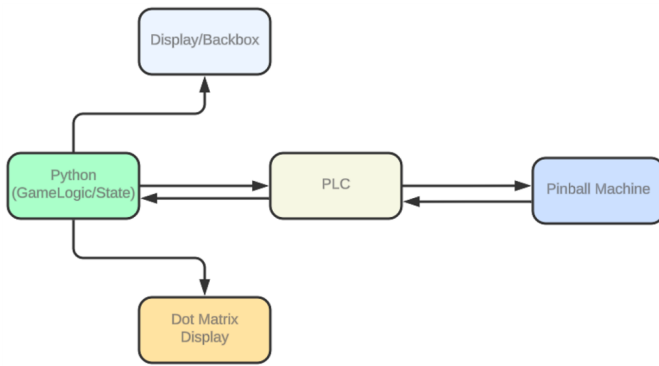 Display/Backbox
Python
(GameLogic/State)
PLC
Pinball Machine
Dot Matrix
Display